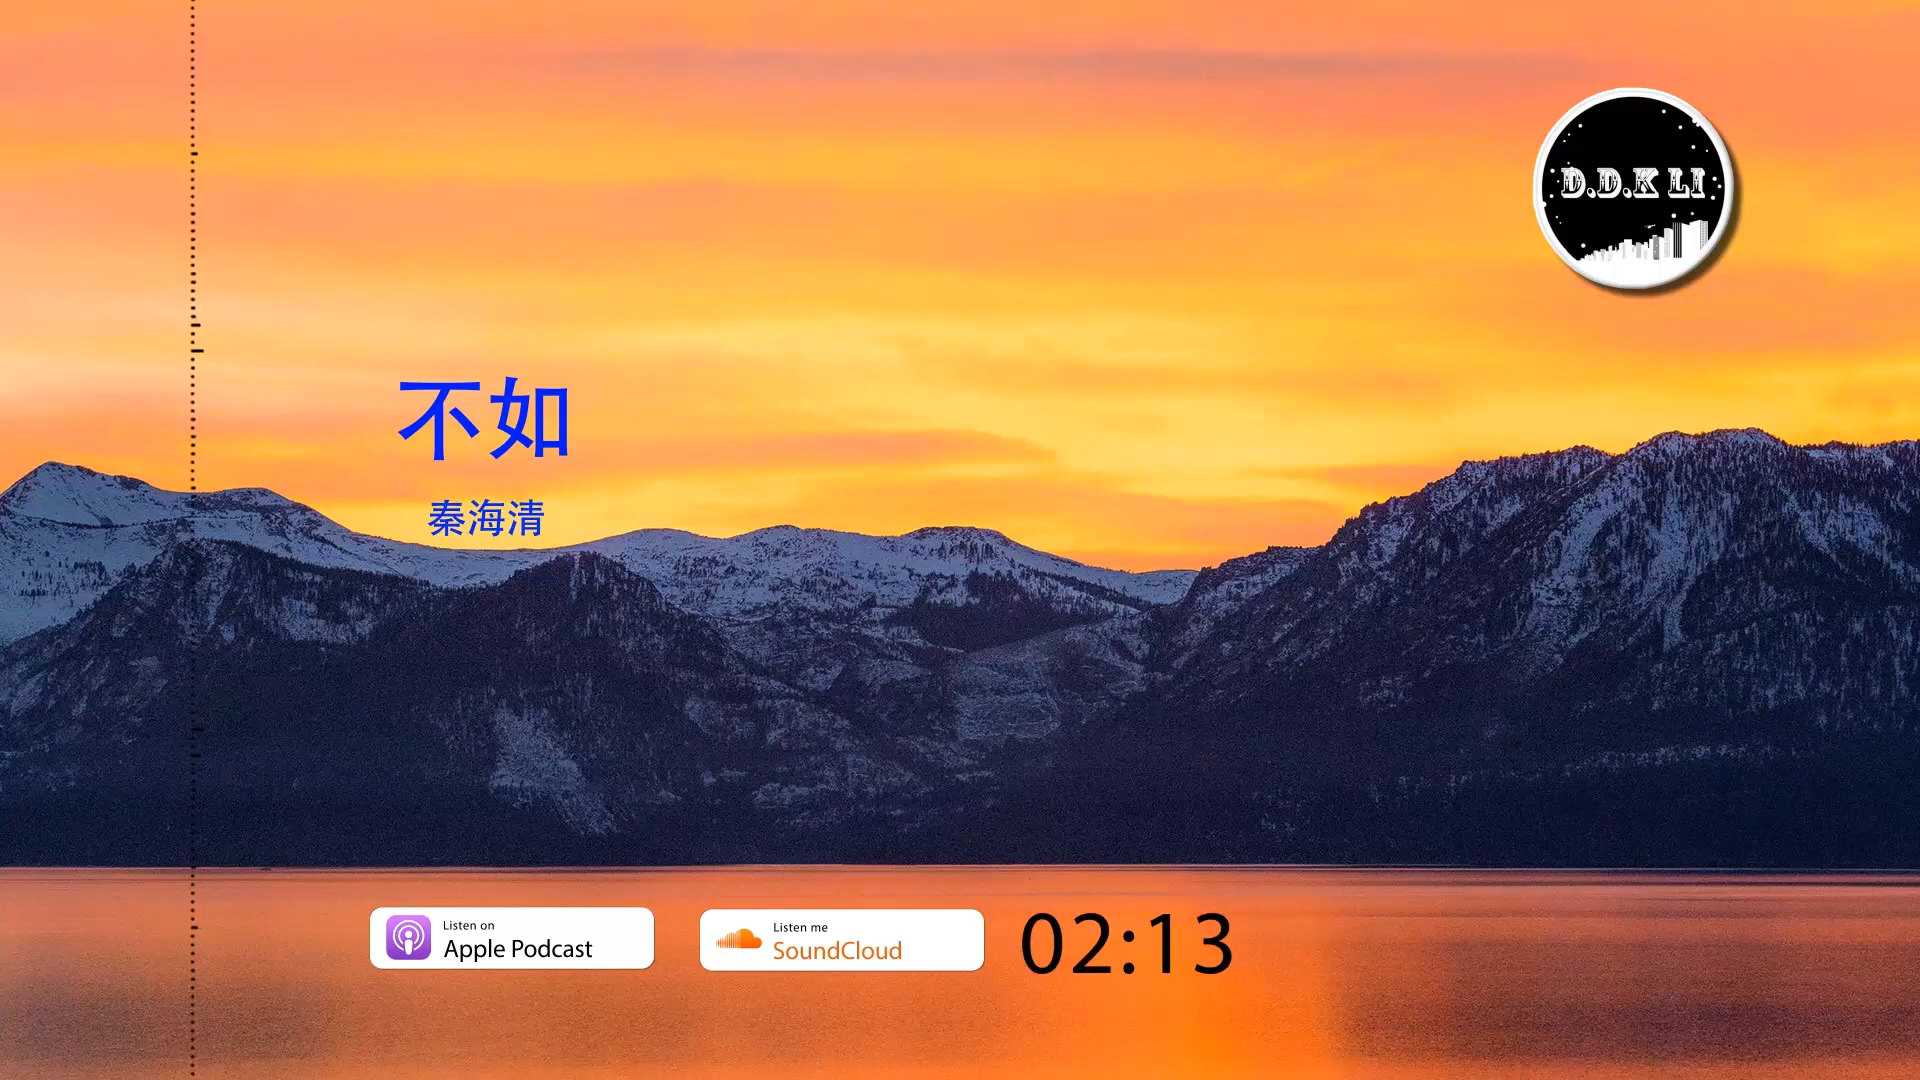 D.D.K LI
不如
秦海清
Listen on
Apple Podcast
Listen me
SoundCloud
02:13